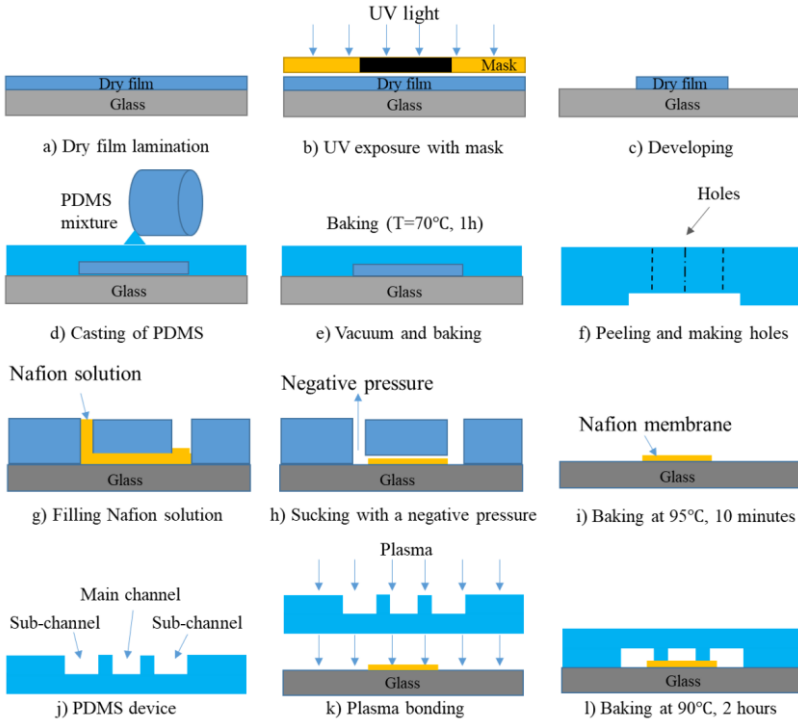 Dry film
Glass
a) Dry film lamination
UV light
Mask
Dry film
Glass
b) UV exposure with mask
Dry film
Glass
c) Developing
PDMS
mixture
Glass
d) Casting of PDMS
Baking (T=70℃, 1h)
Glass
e) Vacuum and baking
Holes
f) Peeling and making holes
Nafion solution
Glass
g) Filling Nafion solution
Negative pressure
Glass
h) Sucking with a negative pressure
Nafion membrane
Glass
i) Baking at 95℃, 10 minutes
Main channel
Sub-channel
Sub-channel
j) PDMS device
Plasma
Glass
k) Plasma bonding
Glass
l) Baking at 90℃, 2 hours